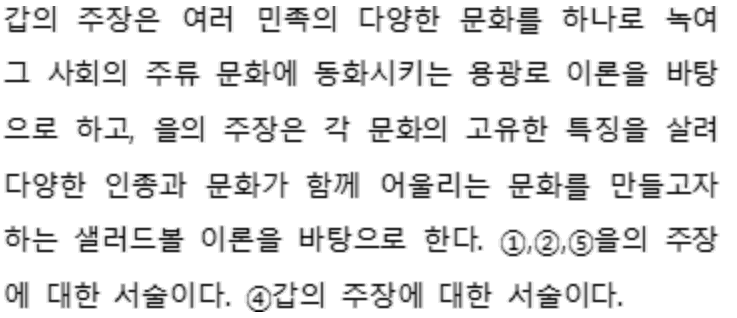 갑의 주장은 여러 민족의 다양한 문화를 하나로 녹여
그 사회의 주류 문화에 동화시키는 용광로 이론을 바탕
으로 하고, 을의 주장은 각 문화의 고유한 특징을 살려
다양한 인종과 문화가 함께 어울리는 문화를 만들고자
하는 샐러드볼 이론을 바탕으로 한다. ①,②,⑤을의 주장
에 대한 서술이다. ④갑의 주장에 대한 서술이다.